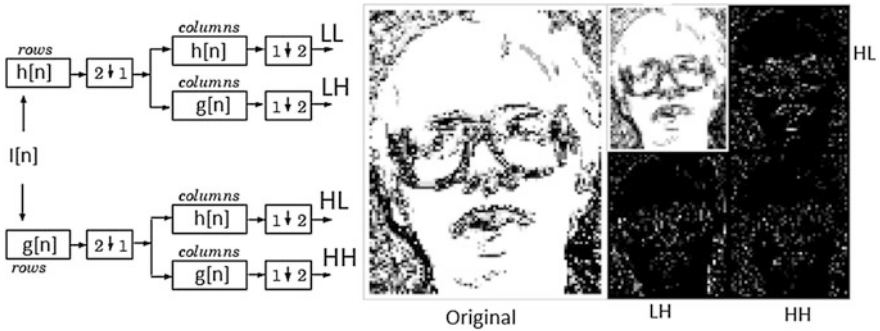 rows
h[n]
2↓1
columns
h[n]
1↓2
LL
columns
g[n]
1↓2
LH
I[n]
g[n]
rows
2↓1
columns
h[n]
1↓2
HL
columns
g[n]
1↓2
HH
Original
HL
LH
HH